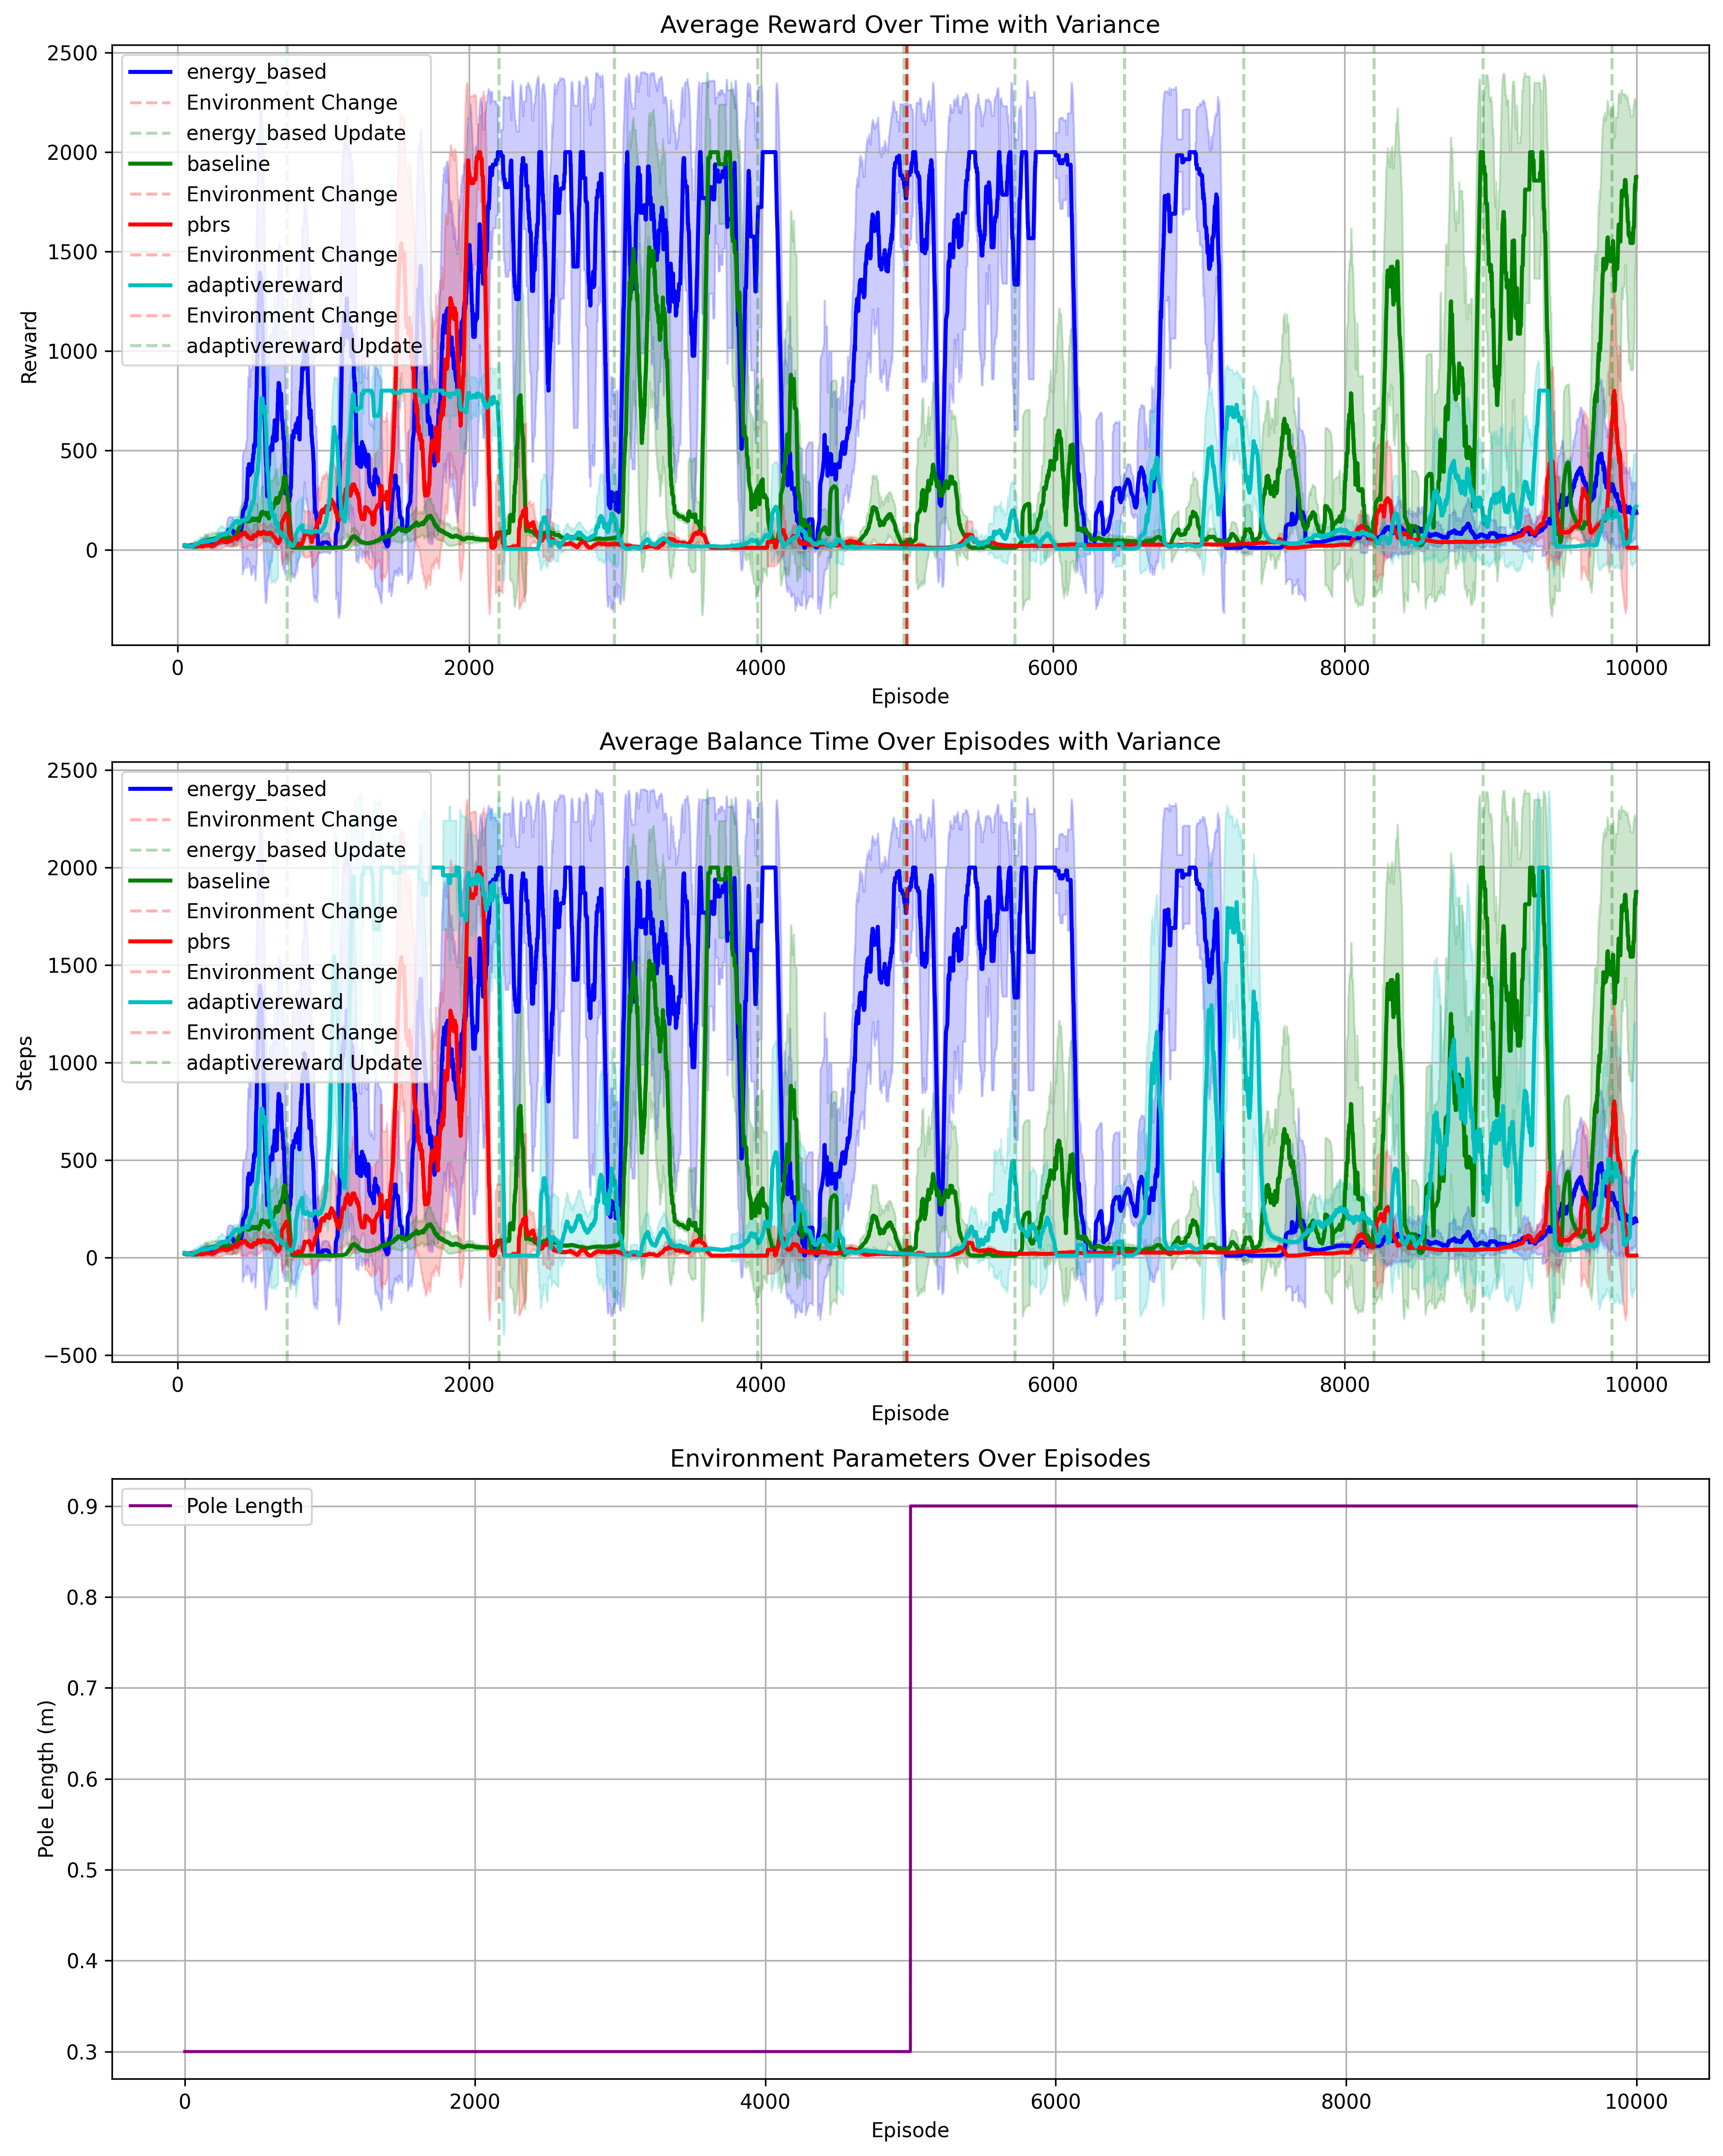 Average Reward Over Time with Variance
2500
2000
1500
1000
500
0
Reward
energy_based
Environment Change
energy_based Update
baseline
Environment Change
pbrs
Environment Change
adaptivereward
Environment Change
adaptivereward Update
0 2000 4000 6000 8000 10000
Episode
Average Balance Time Over Episodes with Variance
2500
2000
1500
1000
500
0
−500
Steps
energy_based
Environment Change
energy_based Update
baseline
Environment Change
pbrs
Environment Change
adaptivereward
Environment Change
adaptivereward Update
0 2000 4000 6000 8000 10000
Episode
Environment Parameters Over Episodes
0.9
0.8
0.7
0.6
0.5
0.4
0.3
Pole Length (m)
Pole Length
0 2000 4000 6000 8000 10000
Episode